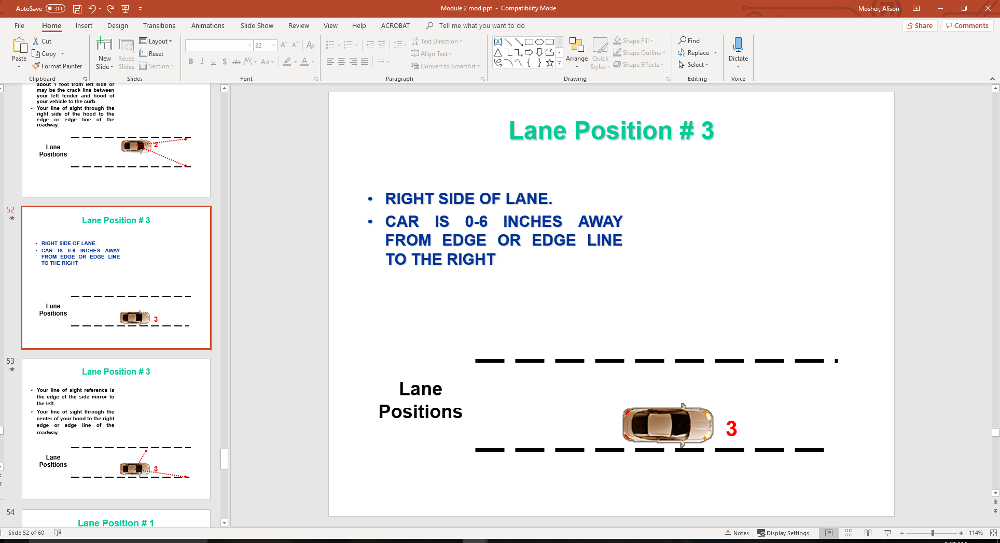 AutoSave Off
Module 2 mod.ppt - Compatibility Mode
Mosher, Alison
File Home Insert Design Transitions Animations Slide Show Review View Help ACROBAT Tell me what you want to do
Share Comments
Paste
Cut
Copy
Format Painter
Clipboard
New Slide
Reuse Slides
Layout
Reset
Section
Slides
32
B I U S ab AV Aa A
Font
Text Direction
Align Text
Convert to SmartArt
Paragraph
Arrange
Quick Styles
Shape Fill
Shape Outline
Shape Effects
Drawing
Find
Replace
Select
Editing
Dictate
Voice
about 1 foot from left side or
may be the crack line between
your left fender and hood of
your vehicle to the curb.
• Your line of sight through the
right side of the hood to the
edge or edge line of the
roadway.
Lane
Positions
2
52
Lane Position # 3
• RIGHT SIDE OF LANE.
• CAR IS 0-6 INCHES AWAY
FROM EDGE OR EDGE LINE
TO THE RIGHT
Lane
Positions
3
53
Lane Position # 3
• Your line of sight reference is
the edge of the side mirror to
the left.
• Your line of sight through the
center of your hood to the right
edge or edge line of the
roadway.
Lane
Positions
3
54
Lane Position # 1
Lane Position # 3
• RIGHT SIDE OF LANE.
• CAR IS 0-6 INCHES AWAY
FROM EDGE OR EDGE LINE
TO THE RIGHT
Lane
Positions
3
Slide 52 of 60
Notes Display Settings 114%